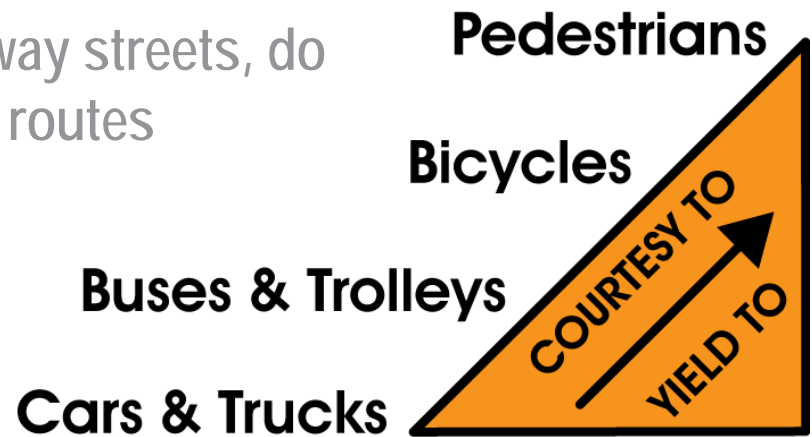 way streets, do
routes
Pedestrians
Bicycles
Buses & Trolleys
Cars & Trucks
COURTESY TO
YIELD TO